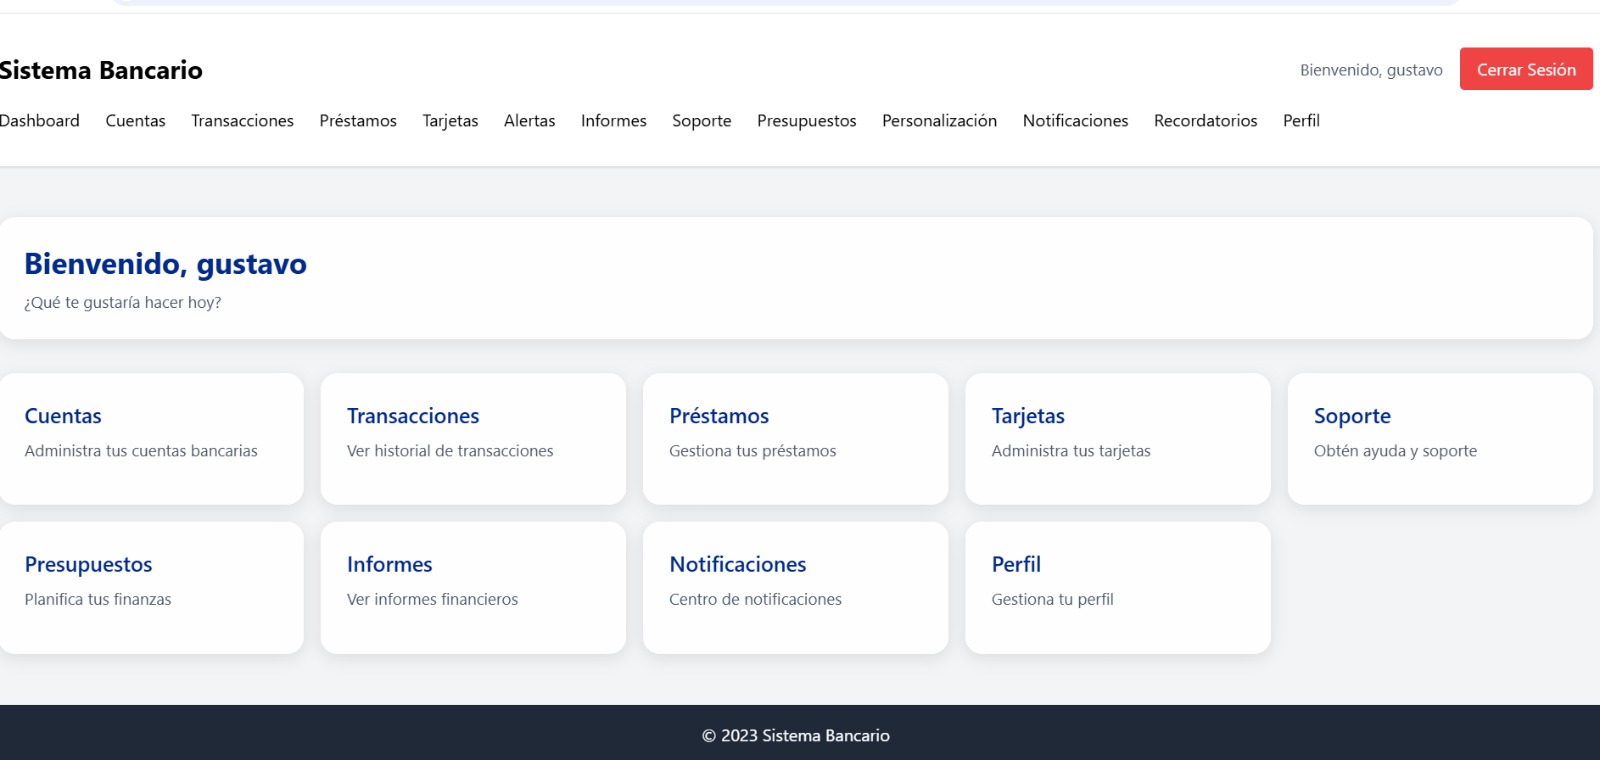 Sistema Bancario
Bienvenido, gustavo
Cerrar Sesión
Dashboard Cuentas Transacciones Préstamos Tarjetas Alertas Informes Soporte Presupuestos Personalización Notificaciones Recordatorios Perfil
Bienvenido, gustavo
¿Qué te gustaría hacer hoy?
Cuentas
Administra tus cuentas bancarias
Transacciones
Ver historial de transacciones
Préstamos
Gestiona tus préstamos
Tarjetas
Administra tus tarjetas
Soporte
Obtén ayuda y soporte
Presupuestos
Planifica tus finanzas
Informes
Ver informes financieros
Notificaciones
Centro de notificaciones
Perfil
Gestiona tu perfil
© 2023 Sistema Bancario